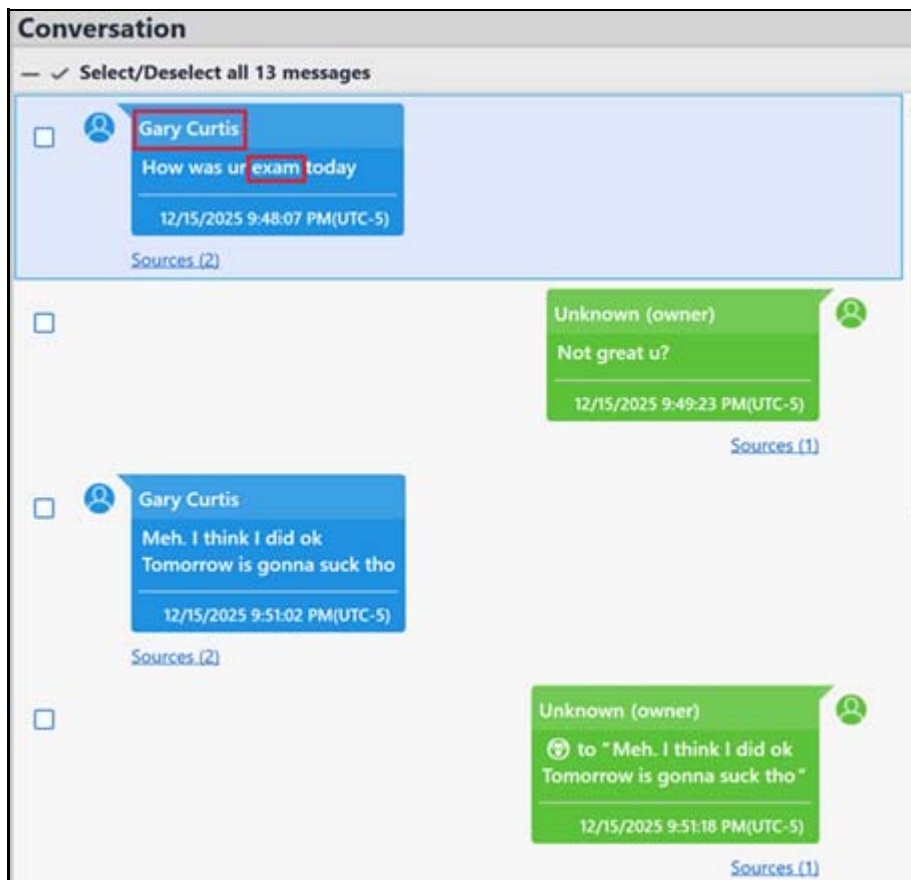 Conversation
Select/Deselect all 13 messages
Gary Curtis
How was ur exam today
12/15/2025 9:48:07 PM(UTC-5)
Sources (2)
Unknown (owner)
Not great u?
12/15/2025 9:49:23 PM(UTC-5)
Sources (1)
Gary Curtis
Meh. I think I did ok
Tomorrow is gonna suck tho
12/15/2025 9:51:02 PM(UTC-5)
Sources (2)
Unknown (owner)
to "Meh. I think I did ok
Tomorrow is gonna suck tho"
12/15/2025 9:51:18 PM(UTC-5)
Sources (1)